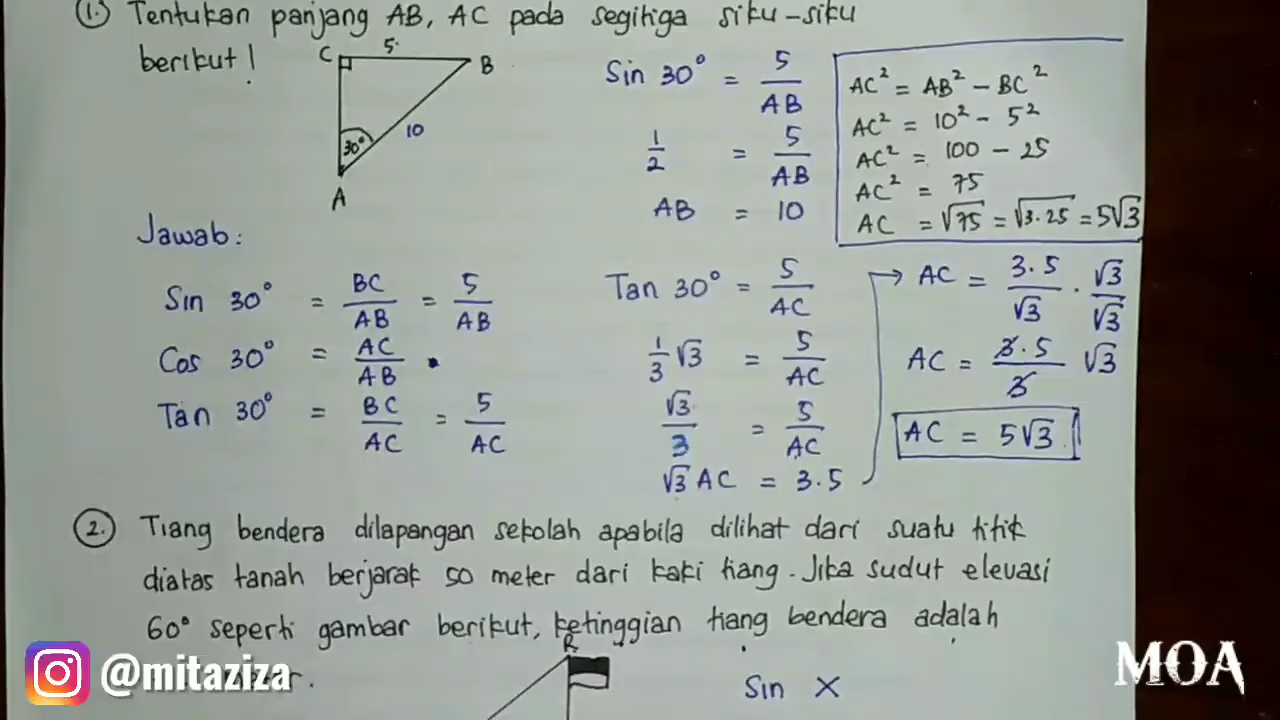 1. Tentukan panjang AB, AC pada segitiga siku-siku
berikut!
C 5 B
10
30°
A
Sin 30° = 5/AB
1/2 = 5/AB
AB = 10
AC² = AB² - BC²
AC² = 10² - 5²
AC² = 100 - 25
AC² = 75
AC = √75 = √3.25 = 5√3
Jawab:
Sin 30° = BC/AB = 5/AB
Cos 30° = AC/AB
Tan 30° = BC/AC = 5/AC
Tan 30° = 5/AC
1/3 √3 = 5/AC
√3/3 = 5/AC
√3 AC = 3.5
→ AC = 3.5/√3 . √3/√3
AC = 3.5/3 √3
AC = 5√3
2. Tiang bendera dilapangan sekolah apabila dilihat dari suatu titik
diatas tanah berjarak 50 meter dari kaki tiang. Jika sudut elevasi
60° seperti gambar berikut, ketinggian tiang bendera adalah
R
Sin X
@mitaziza
MOA